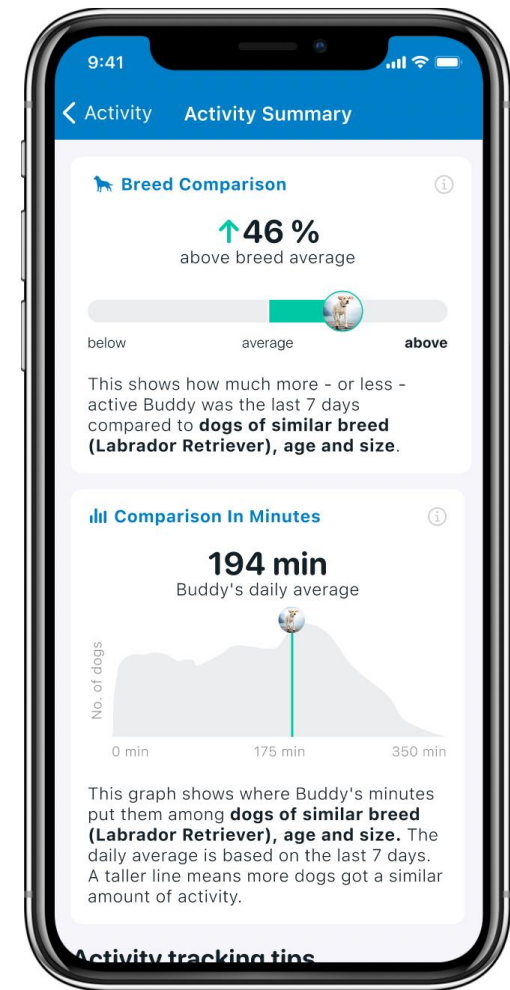 9:41
Activity Activity Summary
Breed Comparison
46 %
above breed average
below average above
This shows how much more - or less -
active Buddy was the last 7 days
compared to dogs of similar breed
(Labrador Retriever), age and size.
Comparison In Minutes
194 min
Buddy's daily average
No. of dogs
0 min 175 min 350 min
This graph shows where Buddy's minutes
put them among dogs of similar breed
(Labrador Retriever), age and size. The
daily average is based on the last 7 days.
A taller line means more dogs got a similar
amount of activity.
Activity tracking tips